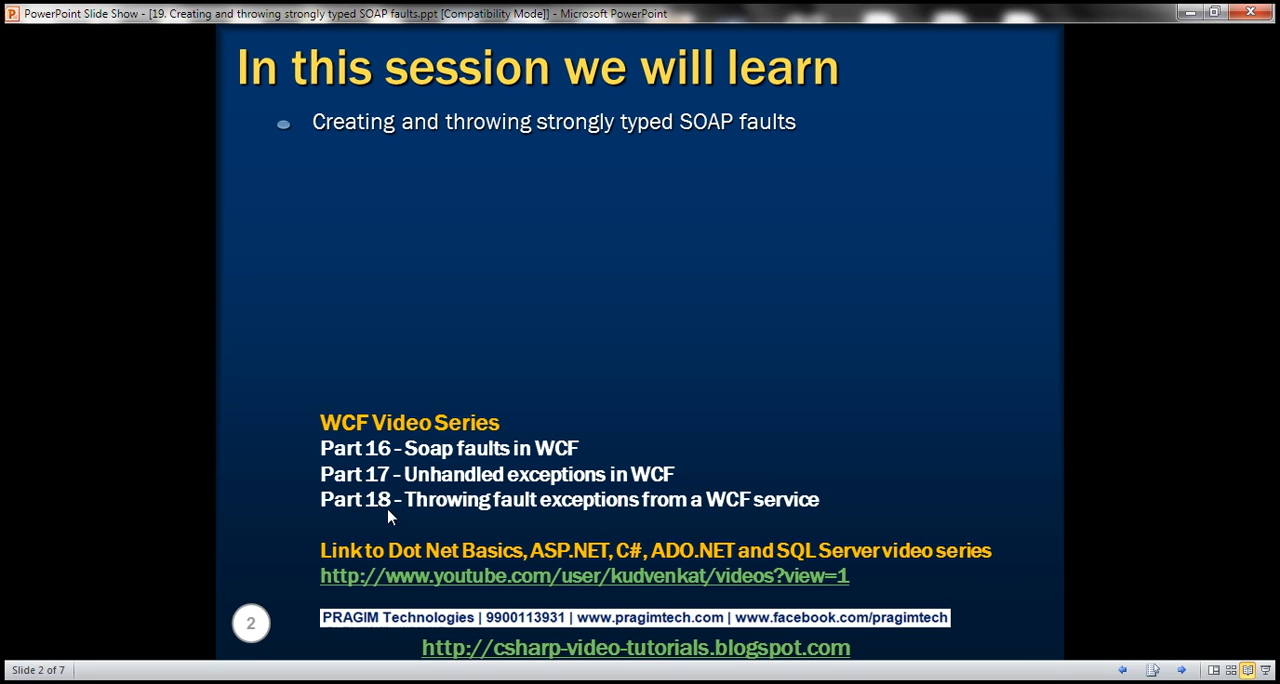 PowerPoint Slide Show - [19. Creating and throwing strongly typed SOAP faults.ppt [Compatibility Mode]] - Microsoft PowerPoint
In this session we will learn
Creating and throwing strongly typed SOAP faults
WCF Video Series
Part 16 - Soap faults in WCF
Part 17 - Unhandled exceptions in WCF
Part 18 - Throwing fault exceptions from a WCF service
Link to Dot Net Basics, ASP.NET, C#, ADO.NET and SQL Server video series
http://www.youtube.com/user/kudvenkat/videos?view=1
PRAGIM Technologies | 9900113931 | www.pragimtech.com | www.facebook.com/pragimtech
2
http://csharp-video-tutorials.blogspot.com
Slide 2 of 7